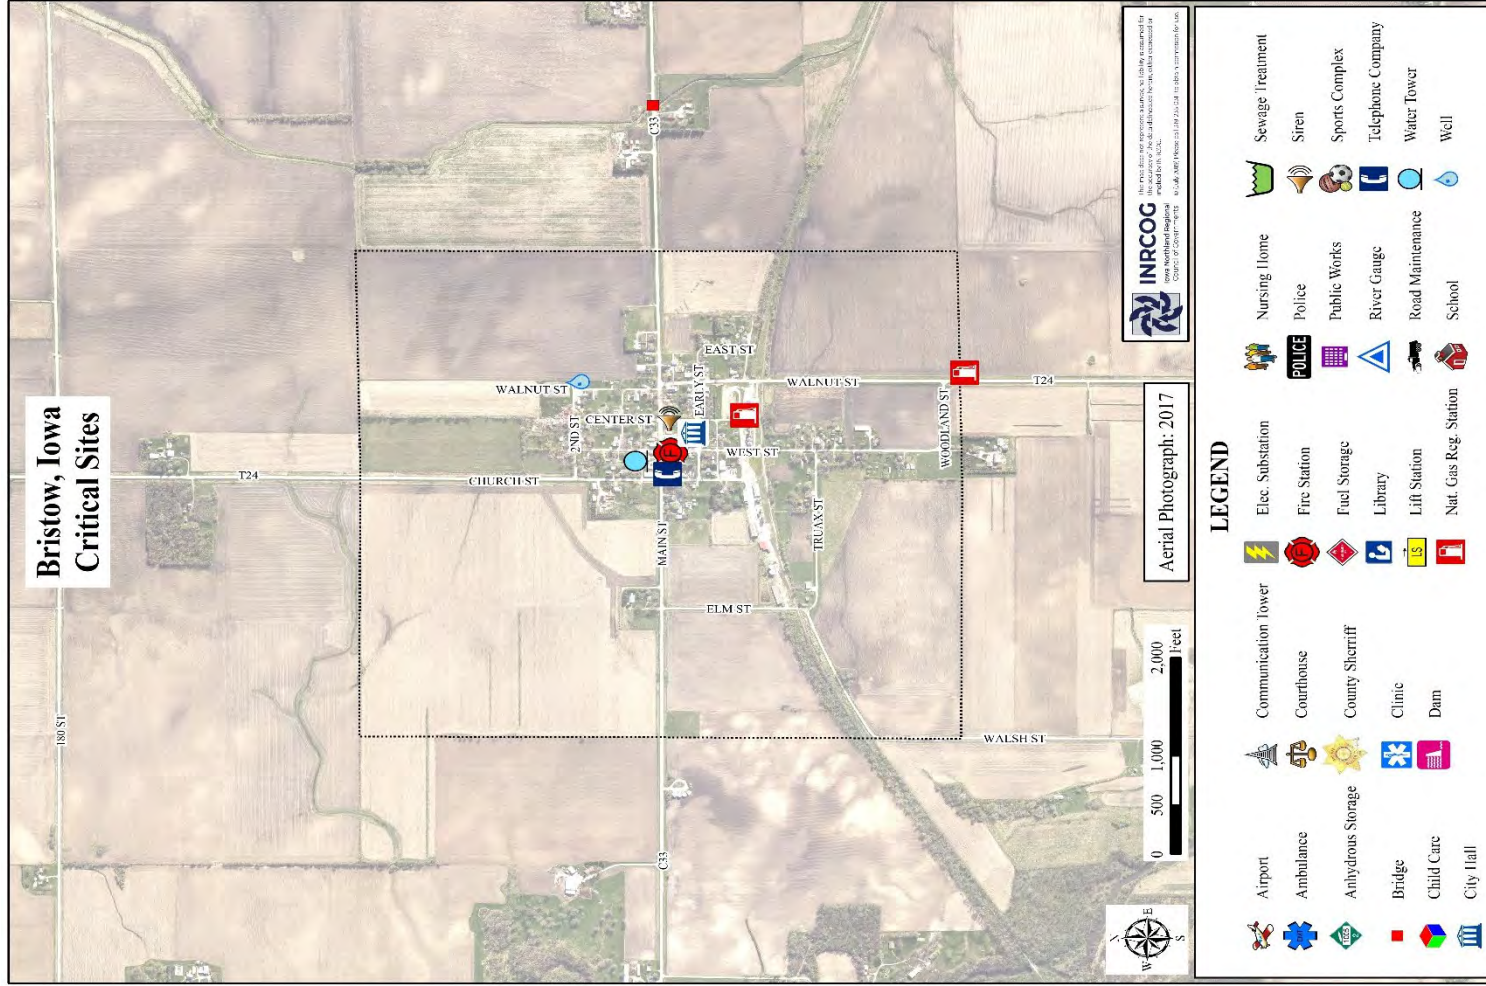 Bristow, Iowa
Critical Sites
180 ST
T24
CHURCH ST
WALNUT ST
2ND ST
CENTER ST
EARLY ST
EAST ST
WEST ST
MAIN ST
C33
C33
ELM ST
TRUAX ST
WALNUT ST
WOODLAND ST
T24
WALSH ST
INRCOG
Iowa Northland Regional
Council of Governments
N
W
E
S
0 500 1,000 2,000
Feet
Aerial Photograph: 2017
LEGEND
Airport
Ambulance
Anhydrous Storage
Bridge
Child Care
City Hall
Communication Tower
Courthouse
County Sherriff
Clinic
Dam
Elec. Substation
Fire Station
Fuel Storage
Library
LS
Lift Station
Nat. Gas Reg. Station
Nursing Home
POLICE
Police
Public Works
River Gauge
Road Maintenance
School
Sewage Treatment
Siren
Sports Complex
Telephone Company
Water Tower
Well